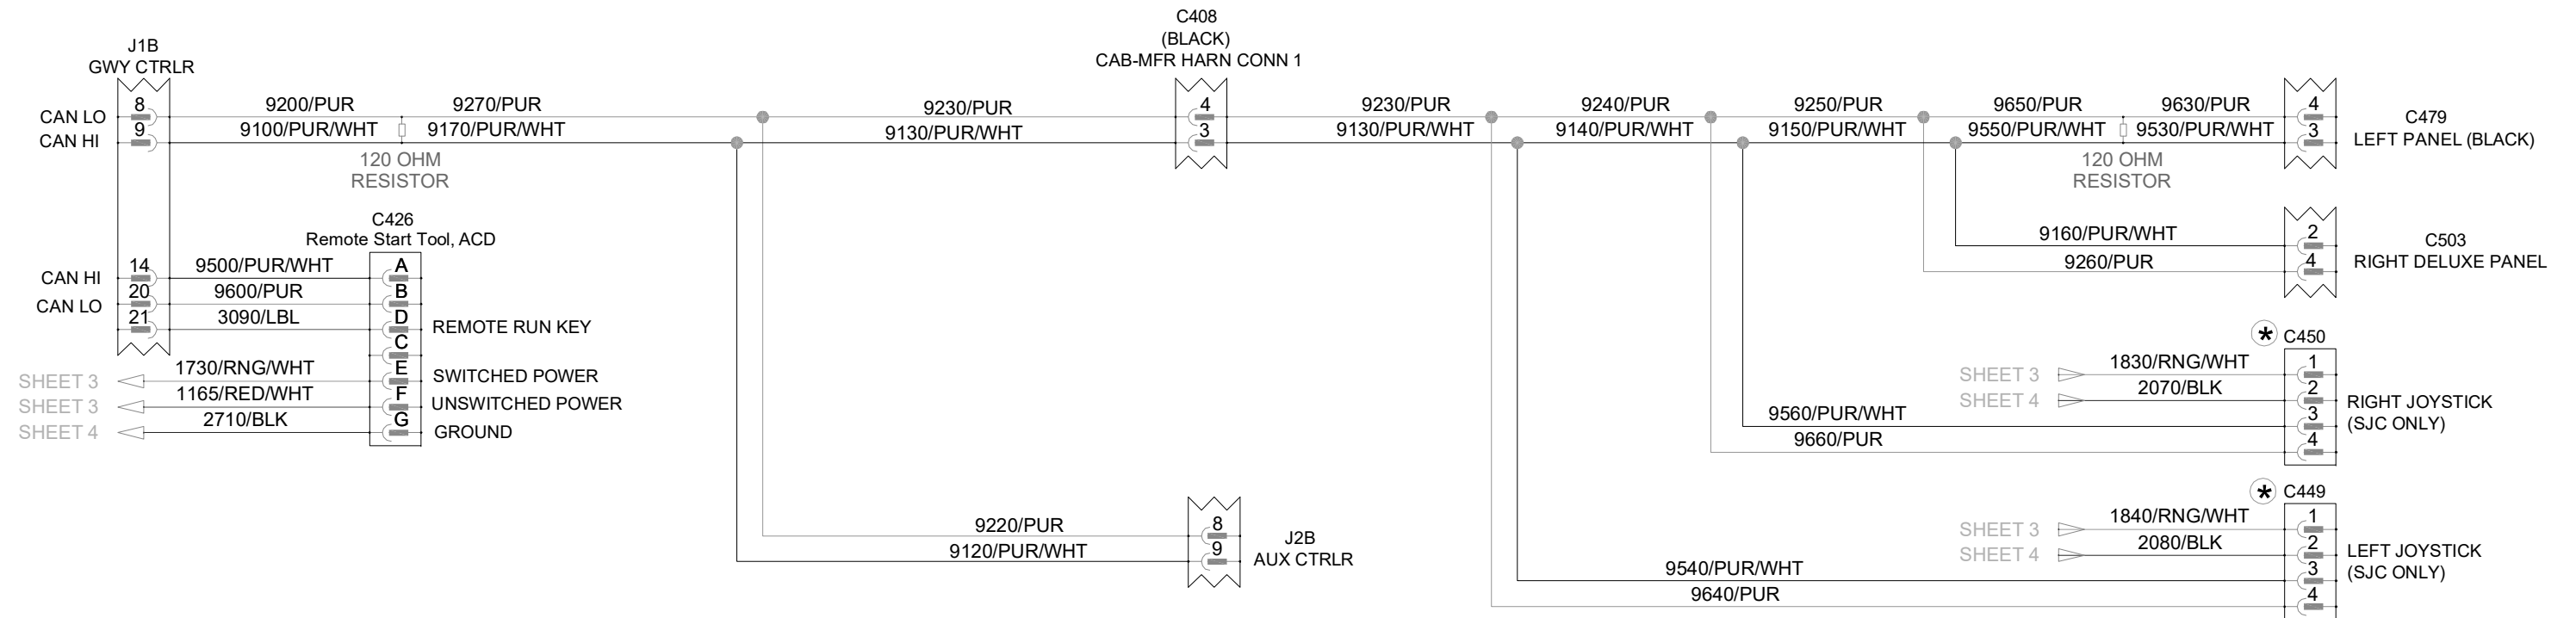 C408
(BLACK)
CAB-MFR HARN CONN 1
J1B
GWY CTRLR
CAN LO
8
9200/PUR
9270/PUR
9230/PUR
4
9230/PUR
9240/PUR
9250/PUR
9650/PUR
9630/PUR
4
CAN HI
9
9100/PUR/WHT
9170/PUR/WHT
9130/PUR/WHT
3
9130/PUR/WHT
9140/PUR/WHT
9150/PUR/WHT
9550/PUR/WHT
9530/PUR/WHT
3
C479
LEFT PANEL (BLACK)
120 OHM
RESISTOR
120 OHM
RESISTOR
C426
Remote Start Tool, ACD
9160/PUR/WHT
2
9260/PUR
4
C503
RIGHT DELUXE PANEL
CAN HI
14
9500/PUR/WHT
A
CAN LO
20
9600/PUR
B
21
3090/LBL
D
REMOTE RUN KEY
C
SHEET 3
1730/RNG/WHT
E
SWITCHED POWER
SHEET 3
1165/RED/WHT
F
UNSWITCHED POWER
SHEET 4
2710/BLK
G
GROUND
* C450
SHEET 3
1830/RNG/WHT
1
SHEET 4
2070/BLK
2
9560/PUR/WHT
3
9660/PUR
4
RIGHT JOYSTICK
(SJC ONLY)
* C449
SHEET 3
1840/RNG/WHT
1
SHEET 4
2080/BLK
2
9540/PUR/WHT
3
9640/PUR
4
LEFT JOYSTICK
(SJC ONLY)
9220/PUR
8
9120/PUR/WHT
9
J2B
AUX CTRLR